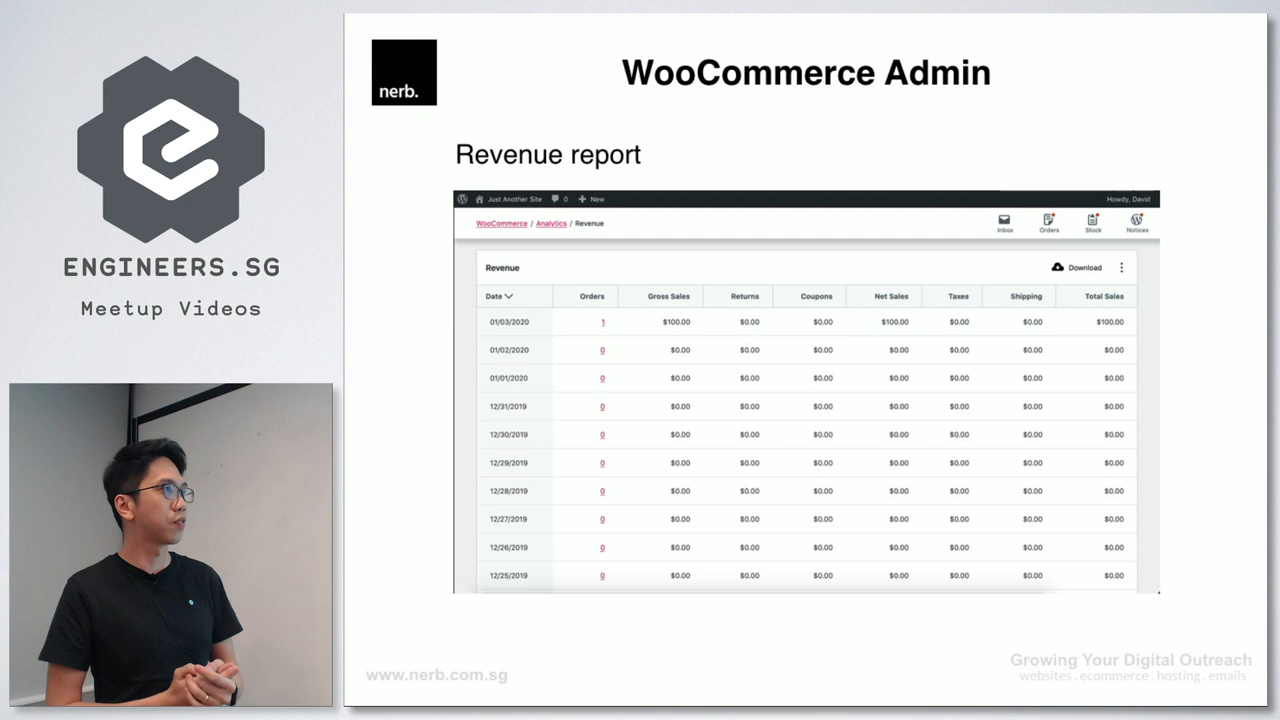 ENGINEERS.SG
Meetup Videos
nerb.
WooCommerce Admin
Revenue report
Just Another Site 0 New Howdy, David
WooCommerce / Analytics / Revenue Inbox Orders Stock Notices
Revenue Download
Date Orders Gross Sales Returns Coupons Net Sales Taxes Shipping Total Sales
01/03/2020 1 $100.00 $0.00 $0.00 $100.00 $0.00 $0.00 $100.00
01/02/2020 0 $0.00 $0.00 $0.00 $0.00 $0.00 $0.00 $0.00
01/01/2020 0 $0.00 $0.00 $0.00 $0.00 $0.00 $0.00 $0.00
12/31/2019 0 $0.00 $0.00 $0.00 $0.00 $0.00 $0.00 $0.00
12/30/2019 0 $0.00 $0.00 $0.00 $0.00 $0.00 $0.00 $0.00
12/29/2019 0 $0.00 $0.00 $0.00 $0.00 $0.00 $0.00 $0.00
12/28/2019 0 $0.00 $0.00 $0.00 $0.00 $0.00 $0.00 $0.00
12/27/2019 0 $0.00 $0.00 $0.00 $0.00 $0.00 $0.00 $0.00
12/26/2019 0 $0.00 $0.00 $0.00 $0.00 $0.00 $0.00 $0.00
12/25/2019 0 $0.00 $0.00 $0.00 $0.00 $0.00 $0.00 $0.00
www.nerb.com.sg
Growing Your Digital Outreach
websites . ecommerce . hosting . emails